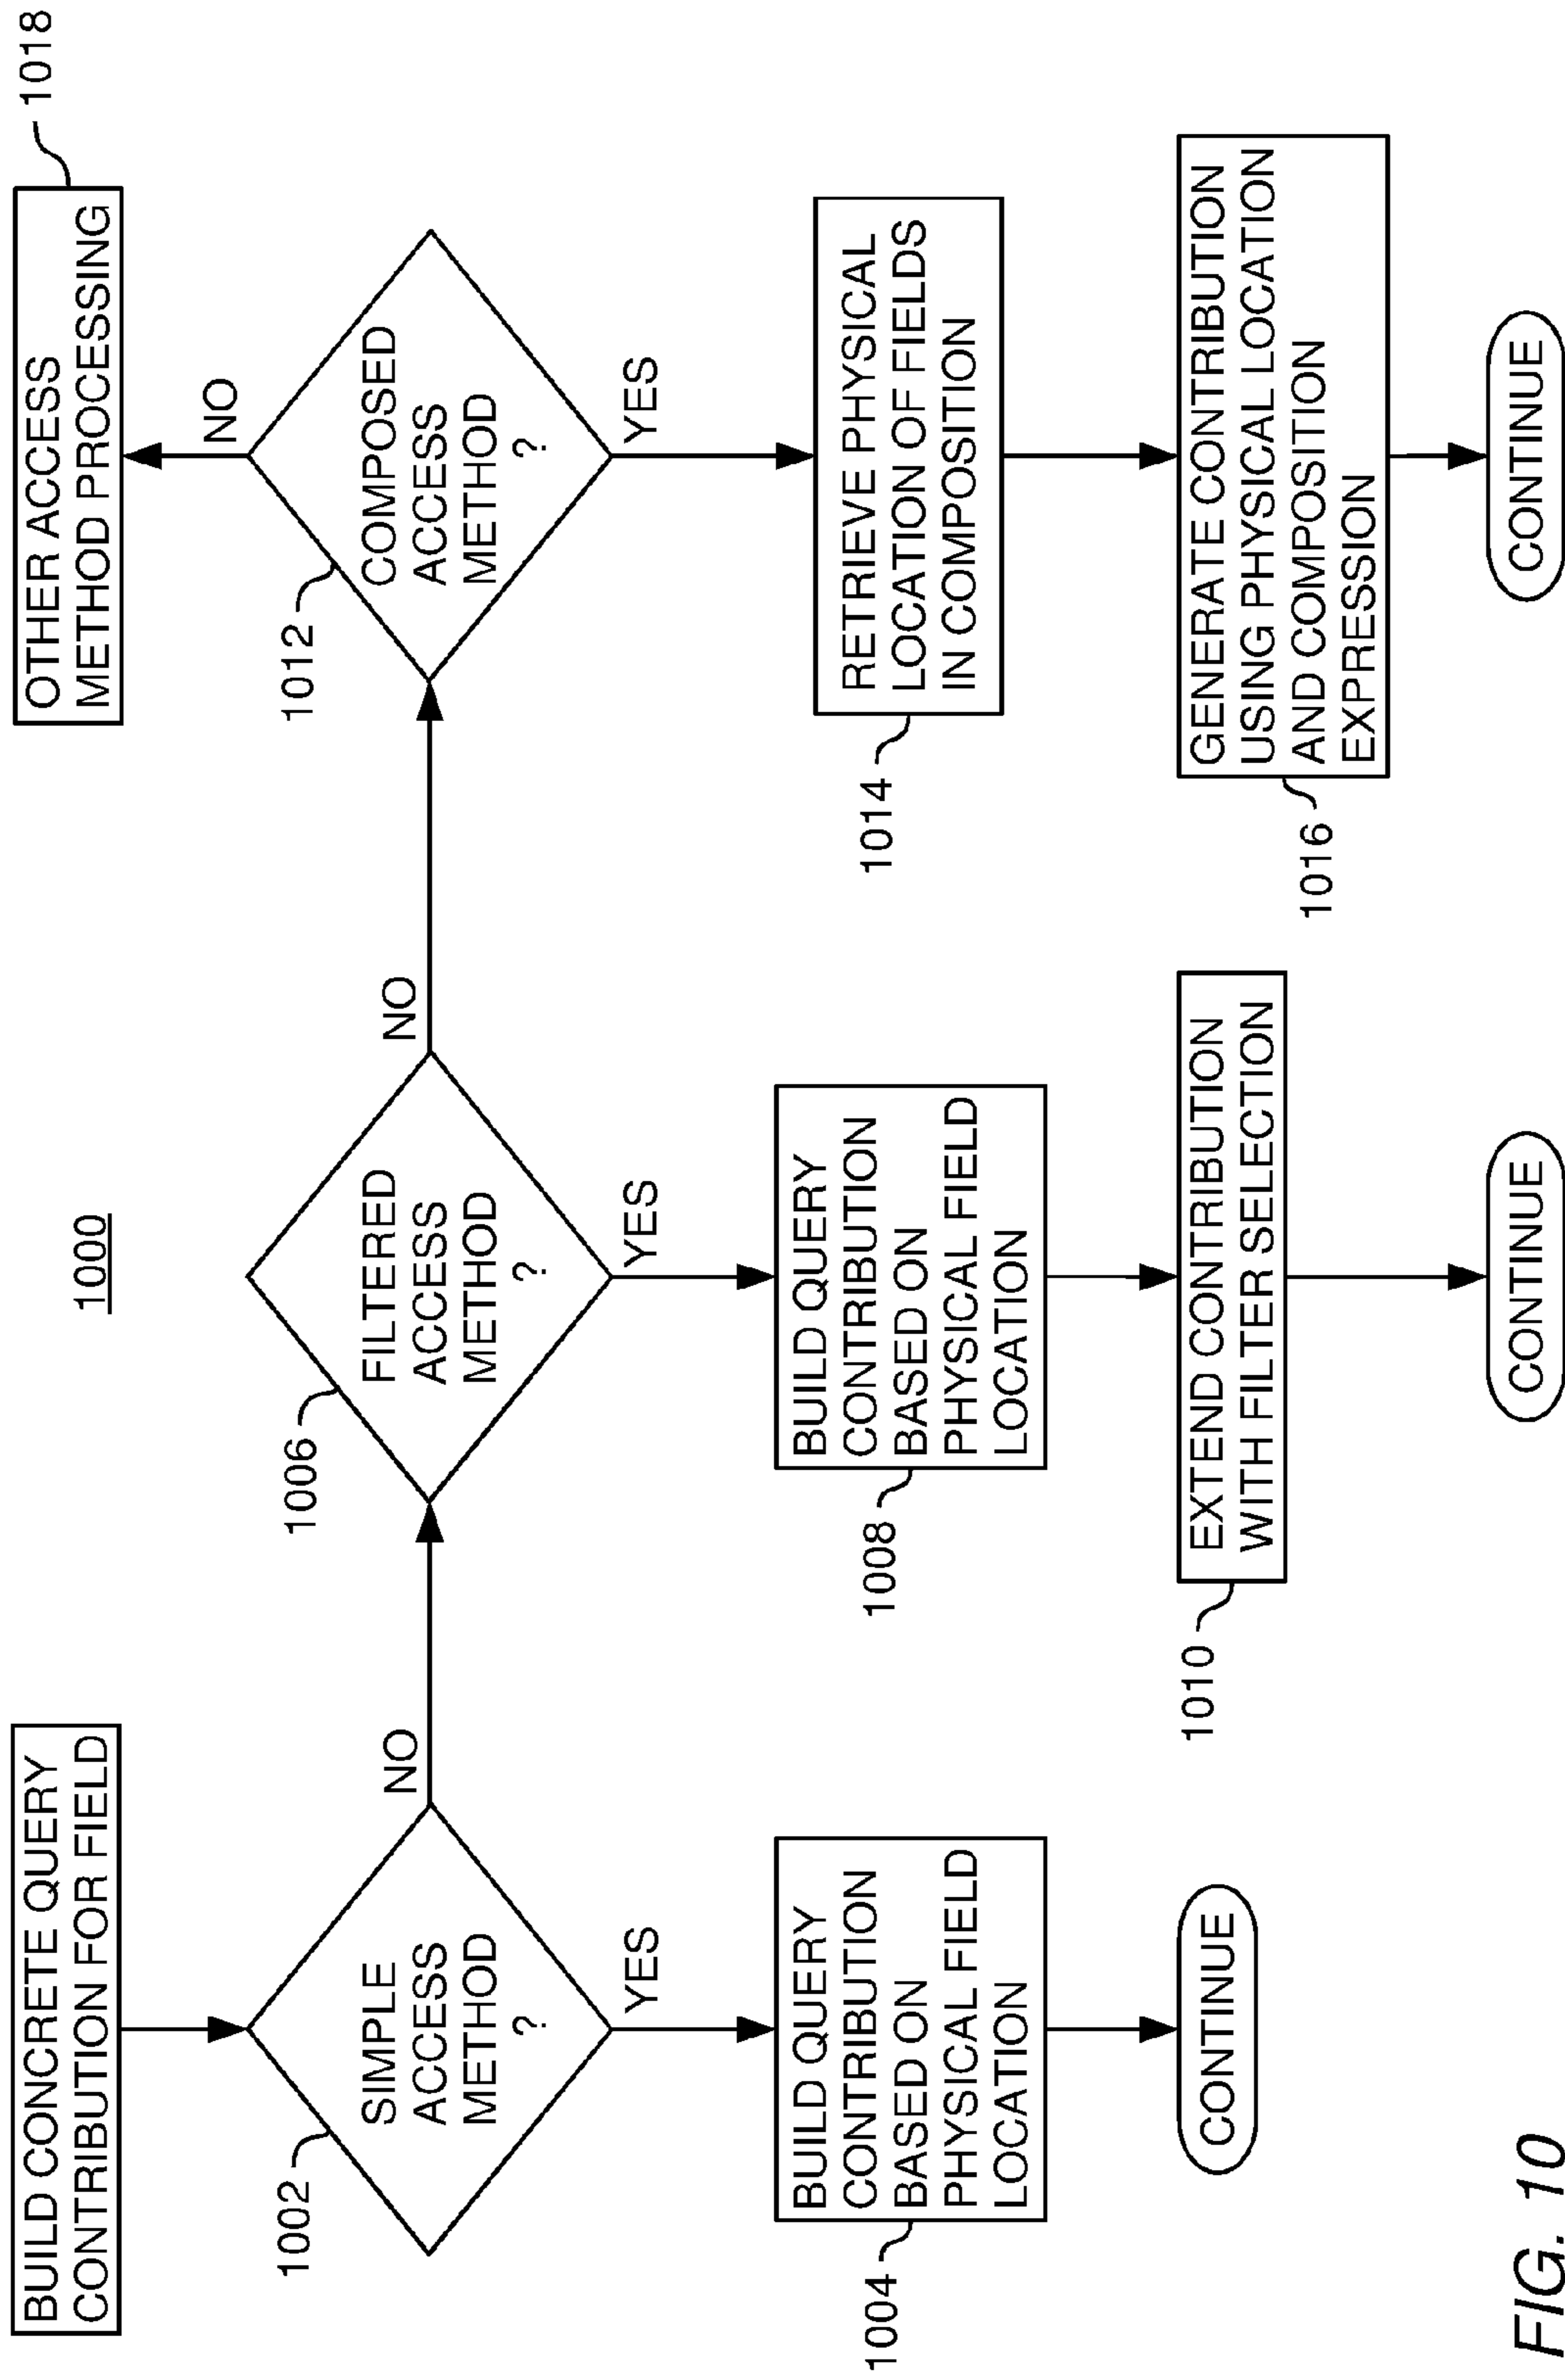 1000
BUILD CONCRETE QUERY
CONTRIBUTION FOR FIELD
1002
SIMPLE
ACCESS
METHOD
?
NO
YES
1004
BUILD QUERY
CONTRIBUTION
BASED ON
PHYSICAL FIELD
LOCATION
CONTINUE
1006
FILTERED
ACCESS
METHOD
?
NO
YES
1008
BUILD QUERY
CONTRIBUTION
BASED ON
PHYSICAL FIELD
LOCATION
1010
EXTEND CONTRIBUTION
WITH FILTER SELECTION
CONTINUE
1012
COMPOSED
ACCESS
METHOD
?
NO
YES
OTHER ACCESS
METHOD PROCESSING
1018
1014
RETRIEVE PHYSICAL
LOCATION OF FIELDS
IN COMPOSITION
1016
GENERATE CONTRIBUTION
USING PHYSICAL LOCATION
AND COMPOSITION
EXPRESSION
CONTINUE
FIG. 10